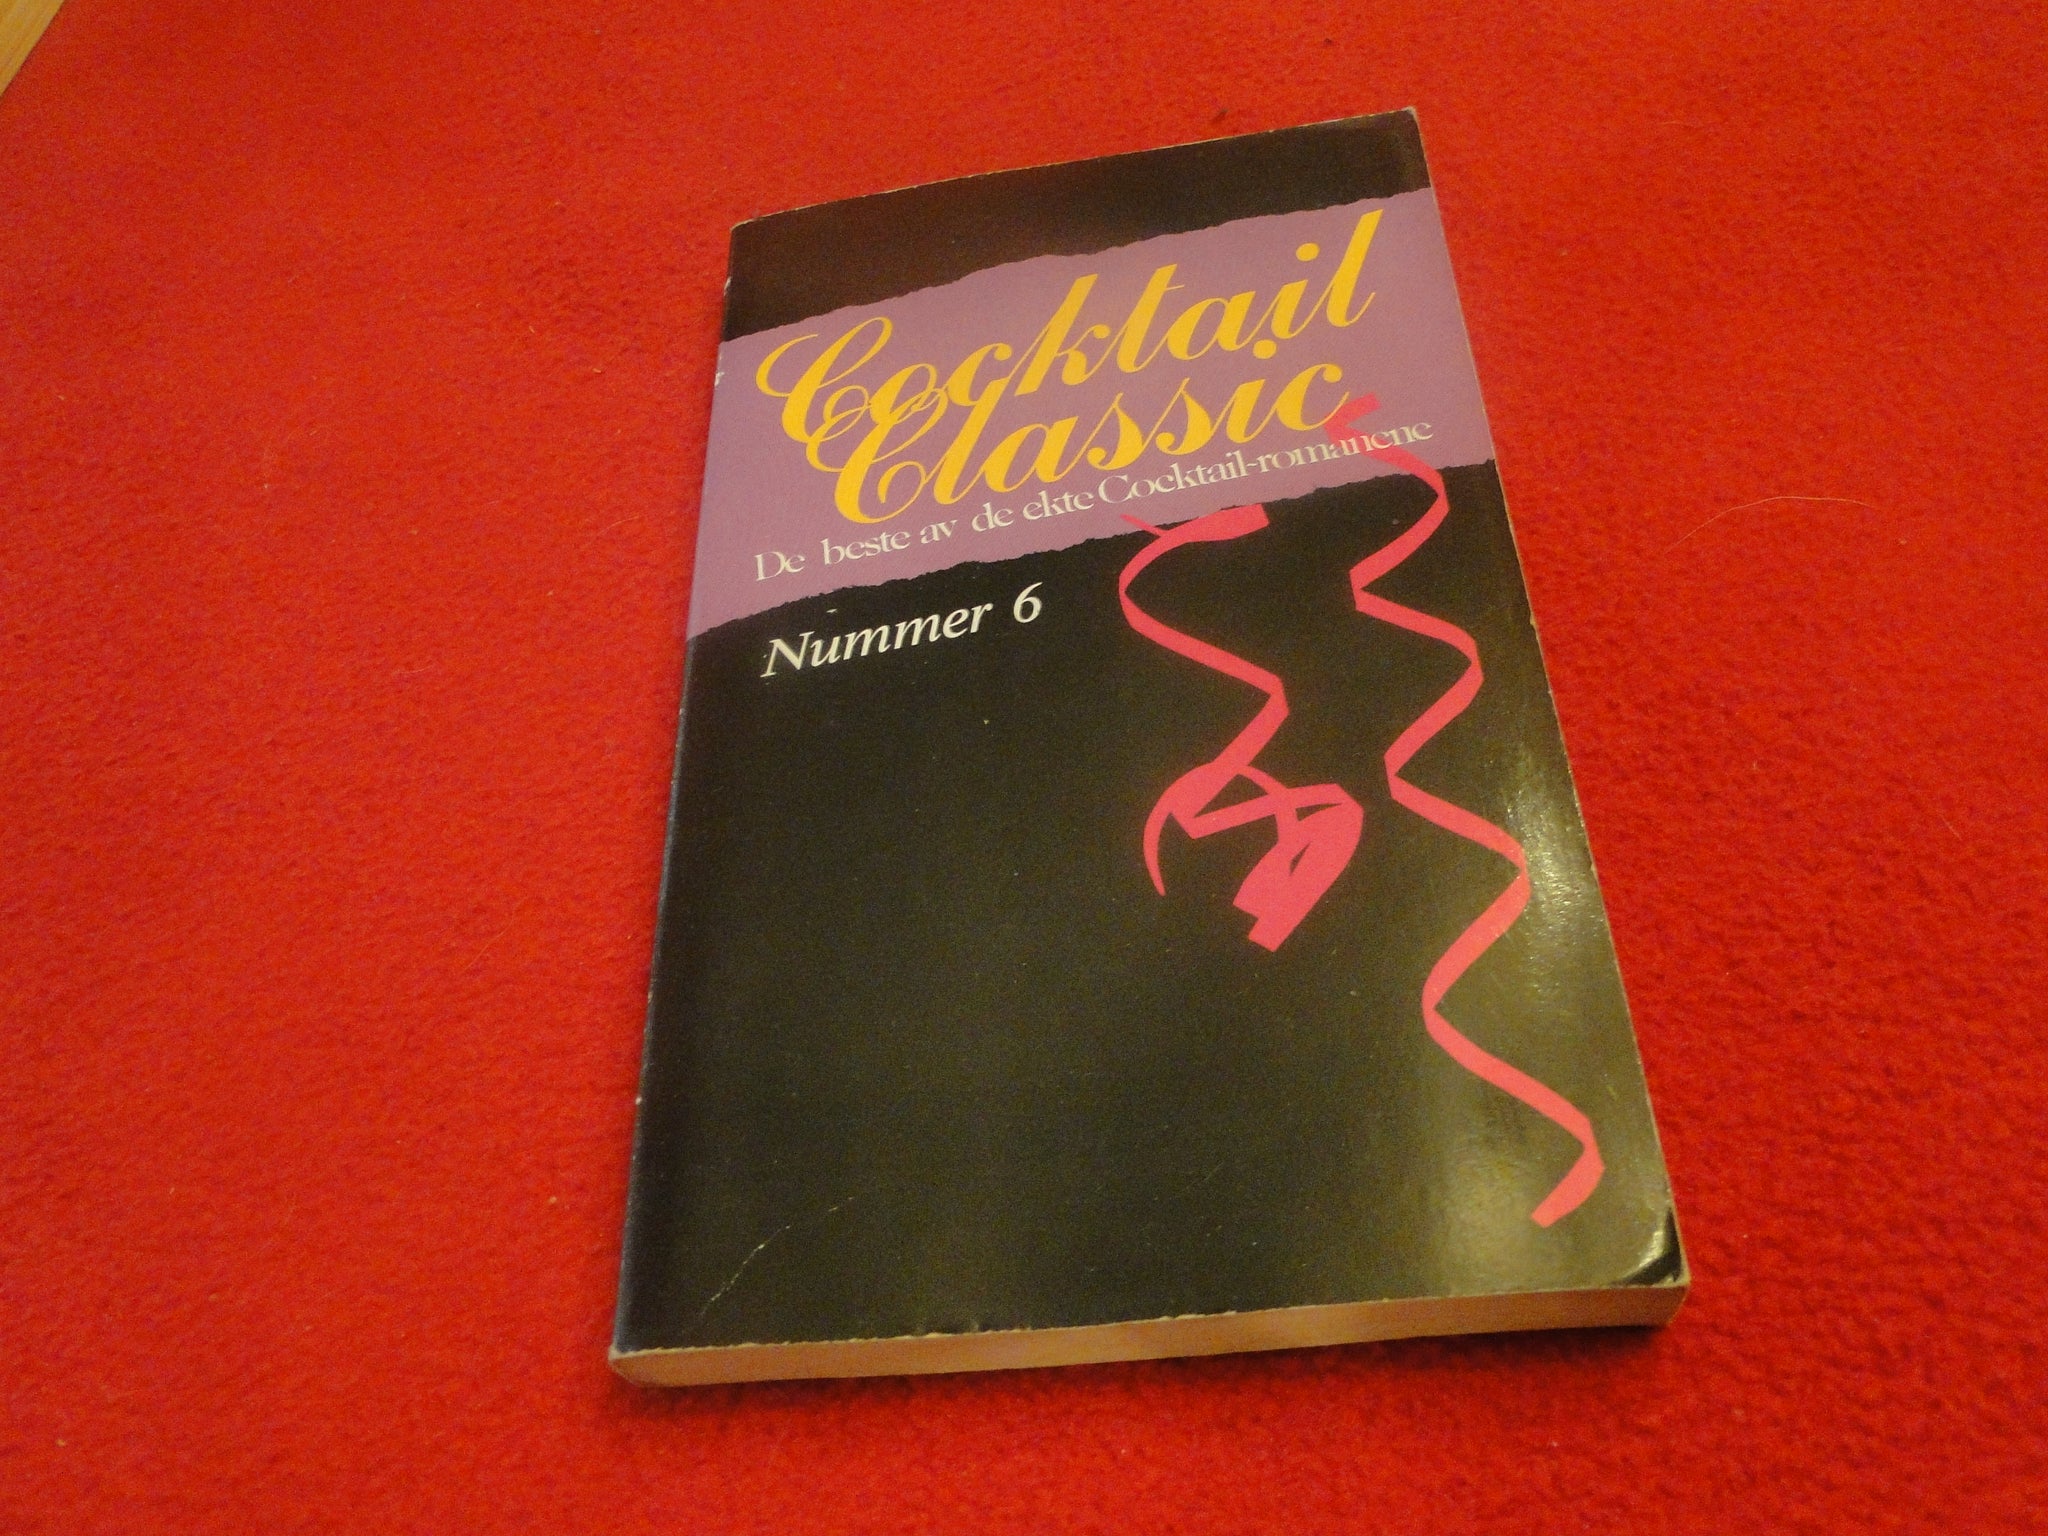 Cocktail
Classic
De beste av de ekte Cocktail-romanene
Nummer 6